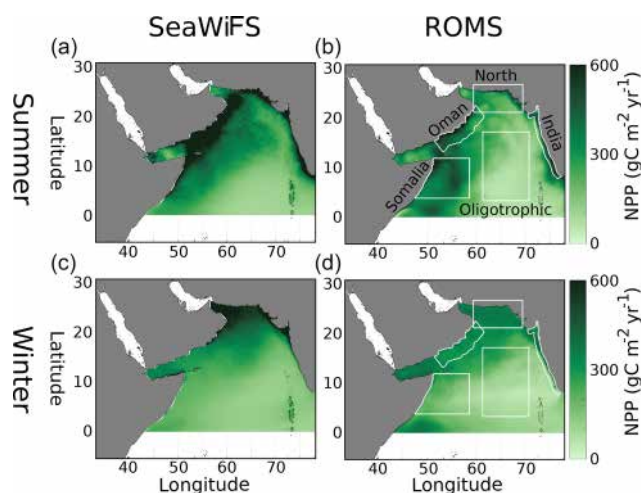 SeaWiFS
ROMS
(a)
(b)
Summer
Latitude
30
20
10
0
40 50 60 70
30
20
10
0
40 50 60 70
North
Oman
India
Somalia
Oligotrophic
600
300
0
NPP (gC m⁻² yr⁻¹)
(c)
(d)
Winter
Latitude
30
20
10
0
40 50 60 70
Longitude
30
20
10
0
40 50 60 70
Longitude
600
300
0
NPP (gC m⁻² yr⁻¹)